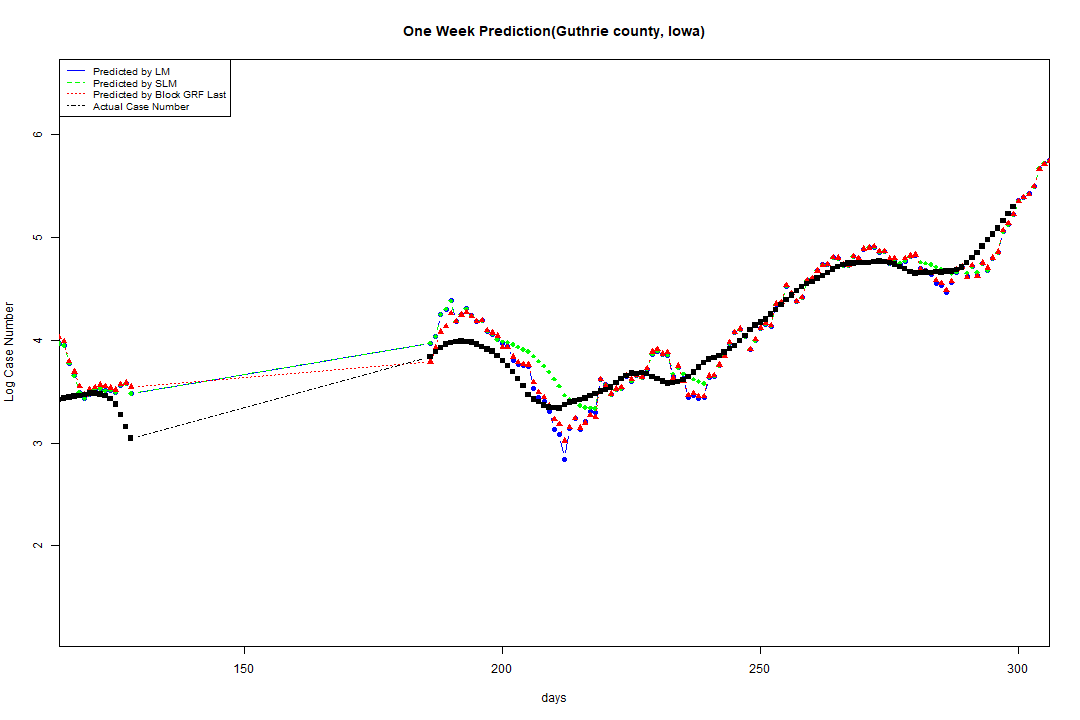 One Week Prediction(Guthrie county, Iowa)
Predicted by LM
Predicted by SLM
Predicted by Block GRF Last
Actual Case Number
6
5
4
3
2
Log Case Number
150 200 250 300
days